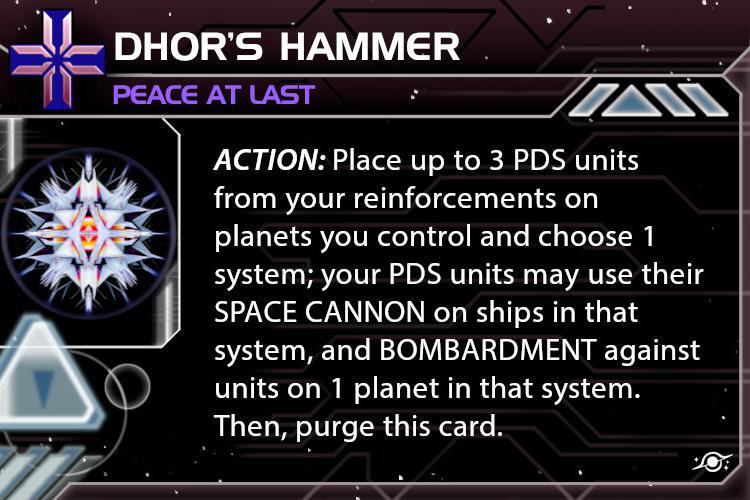 DHOR'S HAMMER
PEACE AT LAST
ACTION: Place up to 3 PDS units
from your reinforcements on
planets you control and choose 1
system; your PDS units may use their
SPACE CANNON on ships in that
system, and BOMBARDMENT against
units on 1 planet in that system.
Then, purge this card.